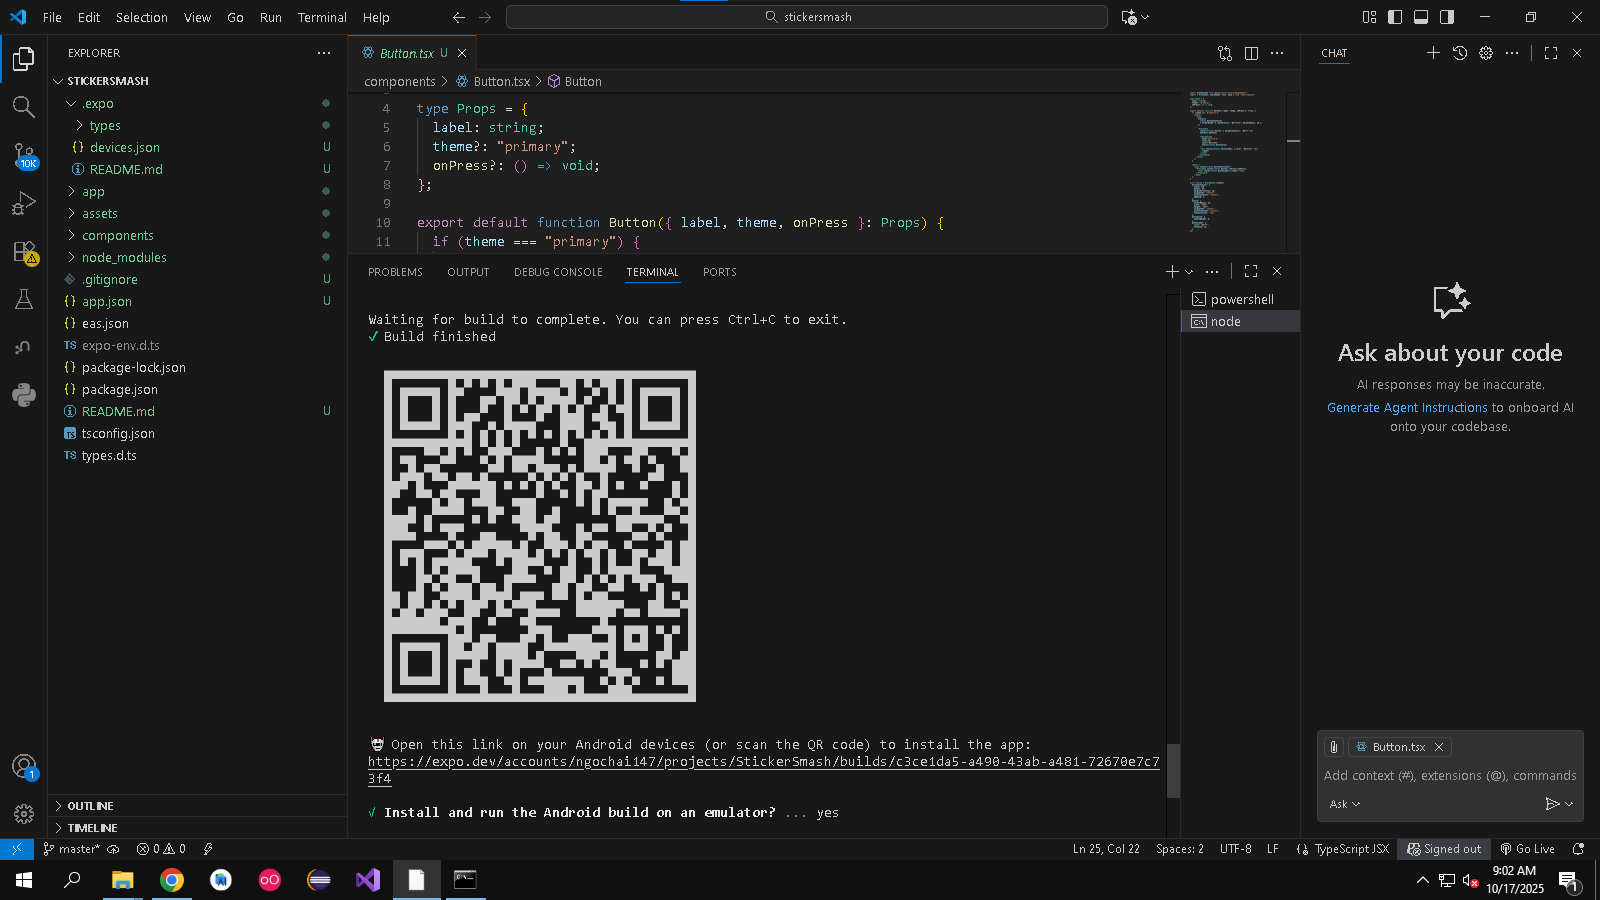 File Edit Selection View Go Run Terminal Help
stickersmash
EXPLORER
STICKERSMASH
.expo
types
{} devices.json U
README.md U
app
assets
components
node_modules
.gitignore U
{} app.json U
{} eas.json
TS expo-env.d.ts
{} package-lock.json
{} package.json
README.md U
TS tsconfig.json
TS types.d.ts
OUTLINE
TIMELINE
10K
1
Button.tsx U
components > Button.tsx > Button
4 type Props = {
5 label: string;
6 theme?: "primary";
7 onPress?: () => void;
8 };
9
10 export default function Button({ label, theme, onPress }: Props) {
11 if (theme === "primary") {
PROBLEMS OUTPUT DEBUG CONSOLE TERMINAL PORTS
powershell
node
Waiting for build to complete. You can press Ctrl+C to exit.
✓ Build finished
Open this link on your Android devices (or scan the QR code) to install the app:
https://expo.dev/accounts/ngochai147/projects/StickerSmash/builds/c3ce1da5-a490-43ab-a481-72670e7c7
3f4
√ Install and run the Android build on an emulator? ... yes
CHAT
Ask about your code
AI responses may be inaccurate.
Generate Agent Instructions to onboard AI
onto your codebase.
Button.tsx
Add context (#), extensions (@), commands
Ask
master* 0 0
Ln 25, Col 22 Spaces: 2 UTF-8 LF TypeScript JSX Signed out Go Live
9:02 AM
10/17/2025
1